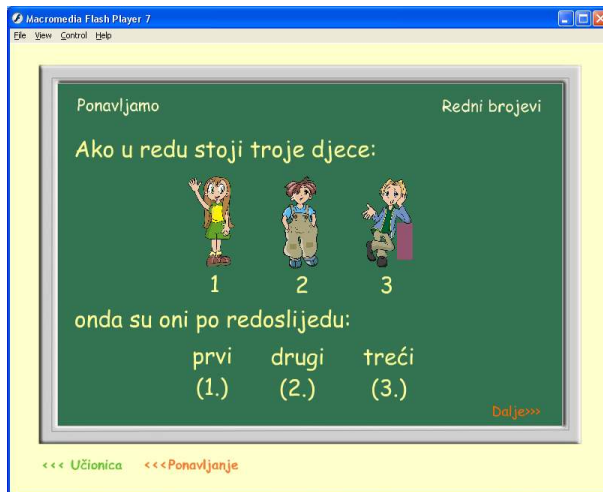 Macromedia Flash Player 7
File View Control Help
Ponavljamo Redni brojevi
Ako u redu stoji troje djece:
1 2 3
onda su oni po redoslijedu:
prvi drugi treći
(1.) (2.) (3.)
Dalje>>>
<<< Učionica <<<Ponavljanje